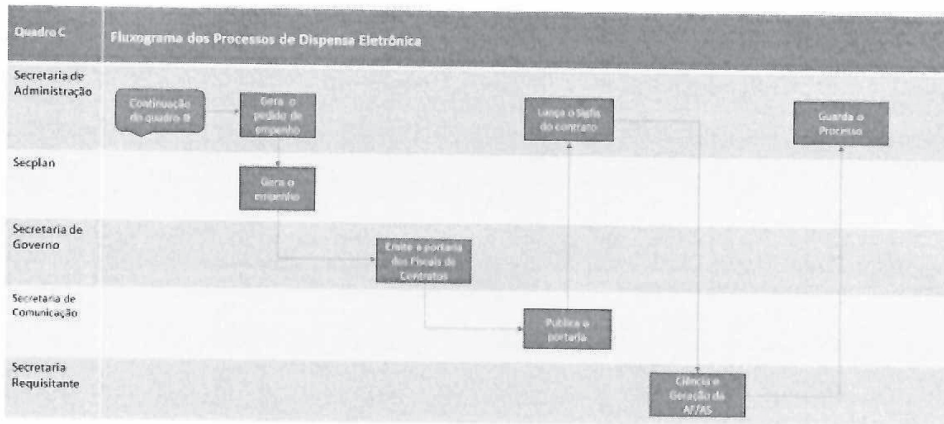 Quadro C
Fluxograma dos Processos de Dispensa Eletrônica
Secretaria de
Administração
Continuação
do quadro B
Gera o
pedido de
empenho
Lança o Sigfis
do contrato
Guarda o
Processo
Secplan
Gera o
empenho
Secretaria de
Governo
Emite a portaria
dos Fiscais de
Contratos
Secretaria de
Comunicação
Publica a
portaria
Secretaria
Requisitante
Ciência e
Geração da
AF/AS